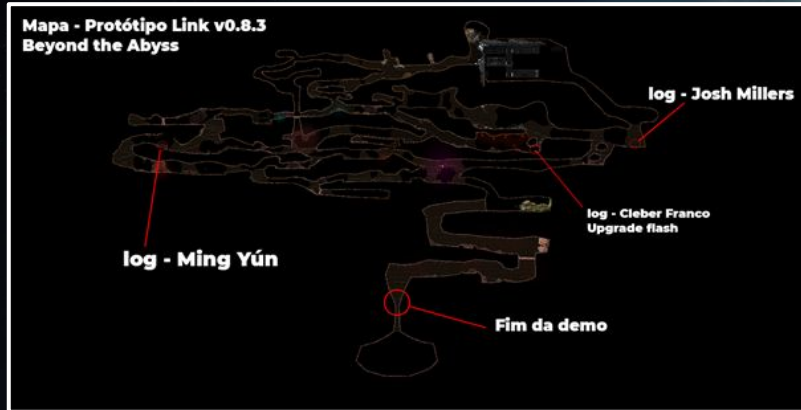 Mapa - Protótipo Link v0.8.3
Beyond the Abyss
log - Josh Millers
log - Cleber Franco
Upgrade flash
log - Ming Yún
Fim da demo